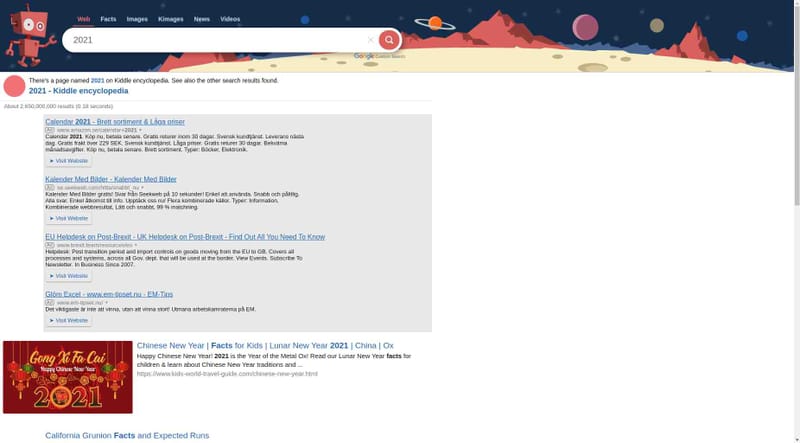 Web Facts Images Kimages News Videos
2021
Google Custom Search
There's a page named 2021 on Kiddle encyclopedia. See also the other search results found.
2021 - Kiddle encyclopedia
About 2,650,000,000 results (0.18 seconds)
Calendar 2021 - Brett sortiment & Låga priser
Ad www.amazon.se/calendar+2021
Calendar 2021. Köp nu, betala senare. Gratis returer inom 30 dagar. Svensk kundtjänst. Leverans nästa
dag. Gratis frakt över 229 SEK. Svensk kundtjänst. Låga priser. Gratis returer 30 dagar. Bekväma
månadsavgifter. Köp nu, betala senare. Brett sortiment. Typer: Böcker, Elektronik.
➤ Visit Website
Kalender Med Bilder - Kalender Med Bilder
Ad se.seekweb.com/hitta/snabbt_nu
Kalender Med Bilder gratis! Svar från Seekweb på 10 sekunder! Enkel att använda. Snabb och pålitlig.
Alla svar. Enkel åtkomst till info. Upptäck oss nu! Flera kombinerade källor. Typer: Information,
Kombinerade webbresultat, Lätt och snabbt, 99 % matchning.
➤ Visit Website
EU Helpdesk on Post-Brexit - UK Helpdesk on Post-Brexit - Find Out All You Need To Know
Ad
Helpdesk: Post transition period and import controls on goods moving from the EU to GB. Covers all
processes and systems, across all Gov. dept. that will be used at the border. View Events. Subscribe To
Newsletter. In Business Since 2007.
➤ Visit Website
Glöm Excel - www.em-tipset.nu - EM-Tips
Ad www.em-tipset.nu/
Det viktigaste är inte att vinna, utan att vinna stort! Utmana arbetskamraterna på EM.
➤ Visit Website
Gong Xi Fa Cai
Happy Chinese New Year
2021
Chinese New Year | Facts for Kids | Lunar New Year 2021 | China | Ox
Happy Chinese New Year! 2021 is the Year of the Metal Ox! Read our Lunar New Year facts for
children & learn about Chinese New Year traditions and ...
https://www.kids-world-travel-guide.com/chinese-new-year.html
California Grunion Facts and Expected Runs